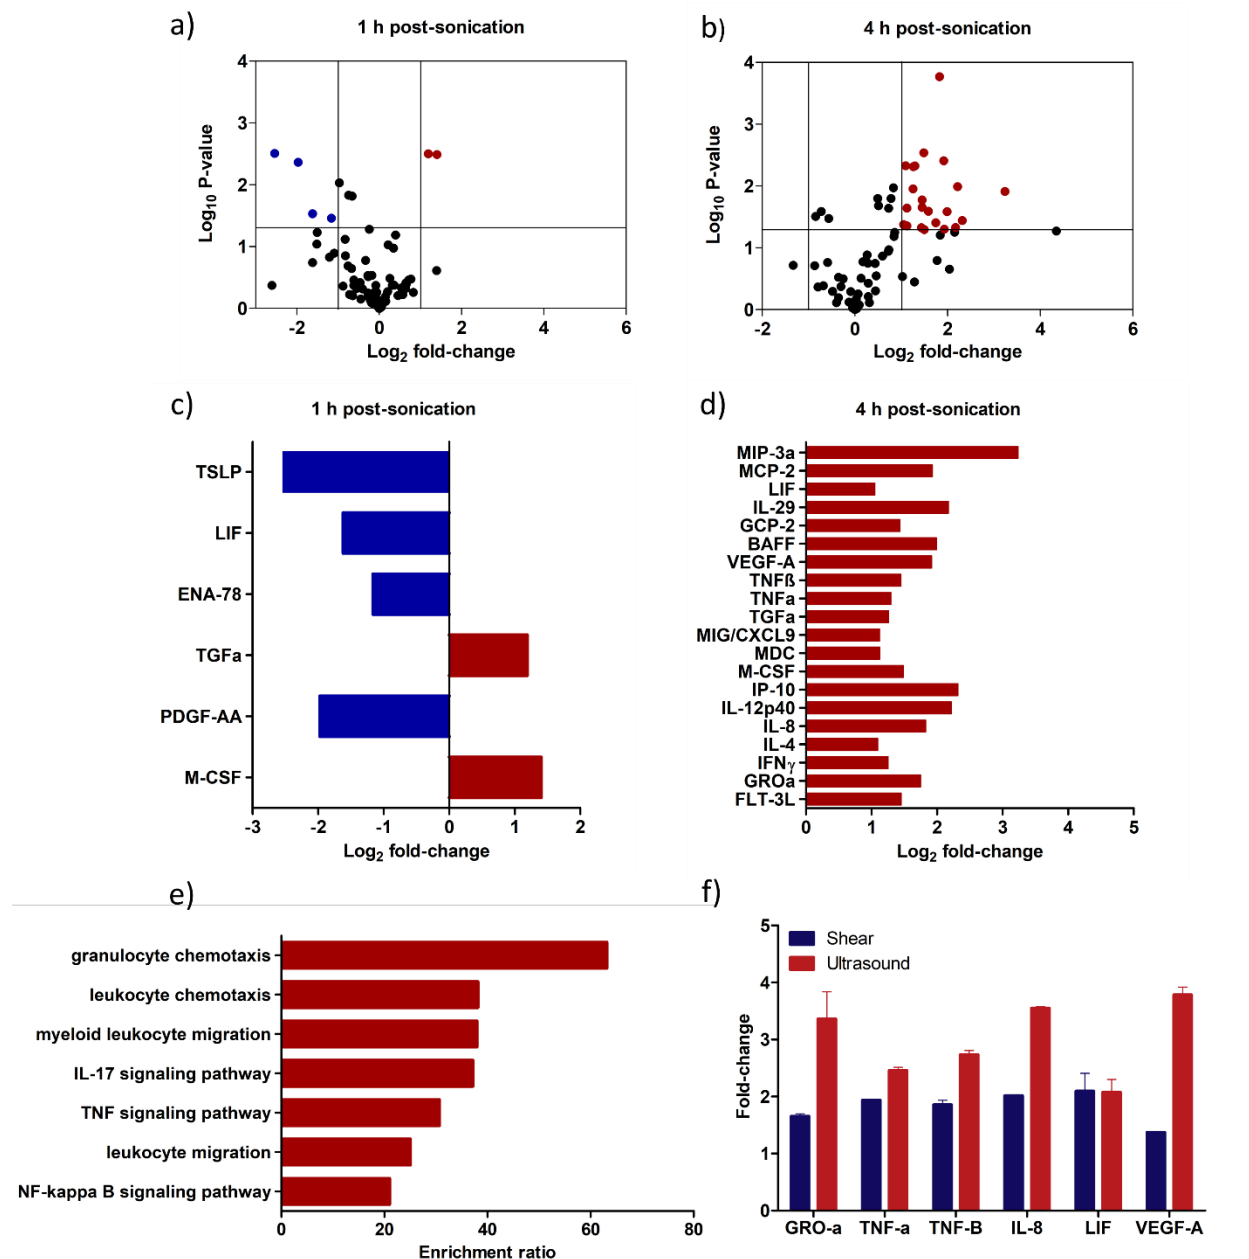 a)
1 h post-sonication
4
3
2
1
0
Log10 P-value
-2
0
2
4
6
Log2 fold-change
b)
4 h post-sonication
4
3
2
1
0
Log10 P-value
-2
0
2
4
6
Log2 fold-change
c)
1 h post-sonication
TSLP
LIF
ENA-78
TGFa
PDGF-AA
M-CSF
-3
-2
-1
0
1
2
Log2 fold-change
d)
4 h post-sonication
MIP-3a
MCP-2
LIF
IL-29
GCP-2
BAFF
VEGF-A
TNFß
TNFa
TGFa
MIG/CXCL9
MDC
M-CSF
IP-10
IL-12p40
IL-8
IL-4
IFNγ
GROa
FLT-3L
0
1
2
3
4
5
Log2 fold-change
e)
granulocyte chemotaxis
leukocyte chemotaxis
myeloid leukocyte migration
IL-17 signaling pathway
TNF signaling pathway
leukocyte migration
NF-kappa B signaling pathway
0
20
40
60
80
Enrichment ratio
f)
Shear
Ultrasound
5
4
3
2
1
0
Fold-change
GRO-a
TNF-a
TNF-B
IL-8
LIF
VEGF-A